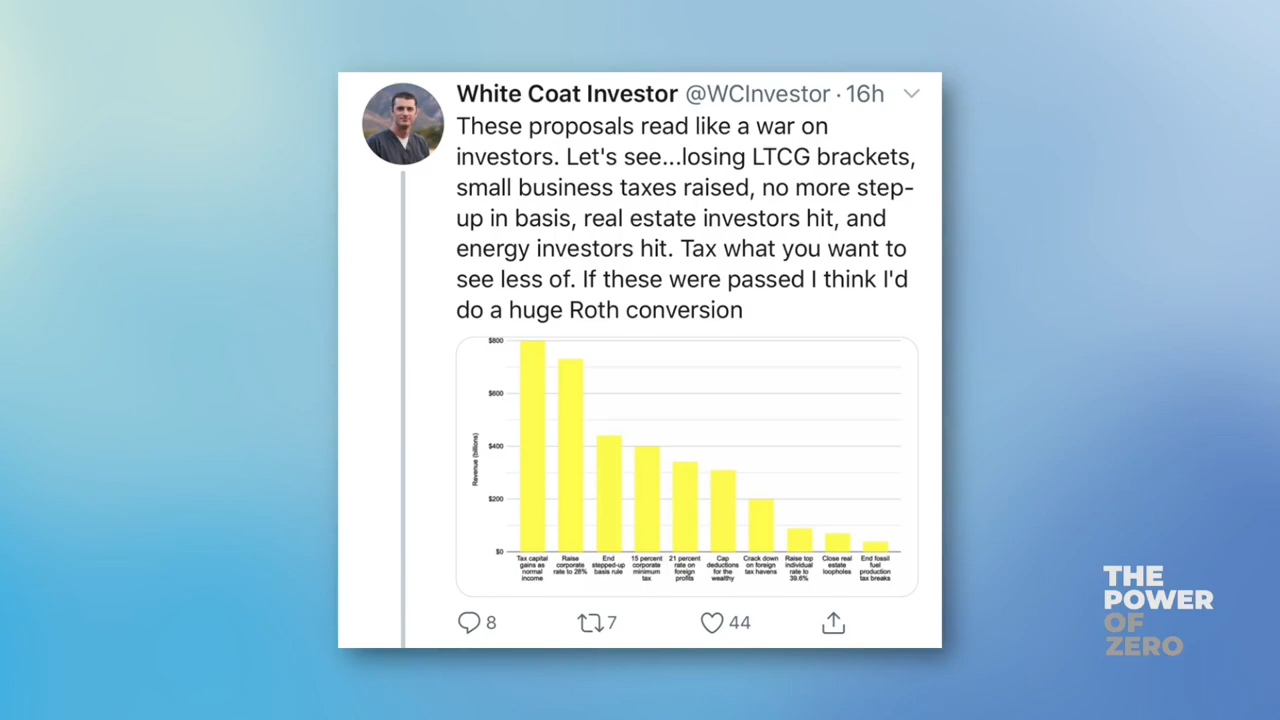 White Coat Investor @WCInvestor · 16h
These proposals read like a war on
investors. Let's see...losing LTCG brackets,
small business taxes raised, no more step-
up in basis, real estate investors hit, and
energy investors hit. Tax what you want to
see less of. If these were passed I think I'd
do a huge Roth conversion
$800
$600
$400
$200
$0
Revenue (billions)
Tax capital
gains as
normal
income
Raise
corporate
rate to 28%
End
stepped-up
basis rule
15 percent
corporate
minimum
tax
21 percent
rate on
foreign
profits
Cap
deductions
for the
wealthy
Crack down
on foreign
tax havens
Raise top
individual
rate to
39.6%
Close real
estate
loopholes
End fossil
fuel
production
tax breaks
8
7
44
THE
POWER
OF
ZERO